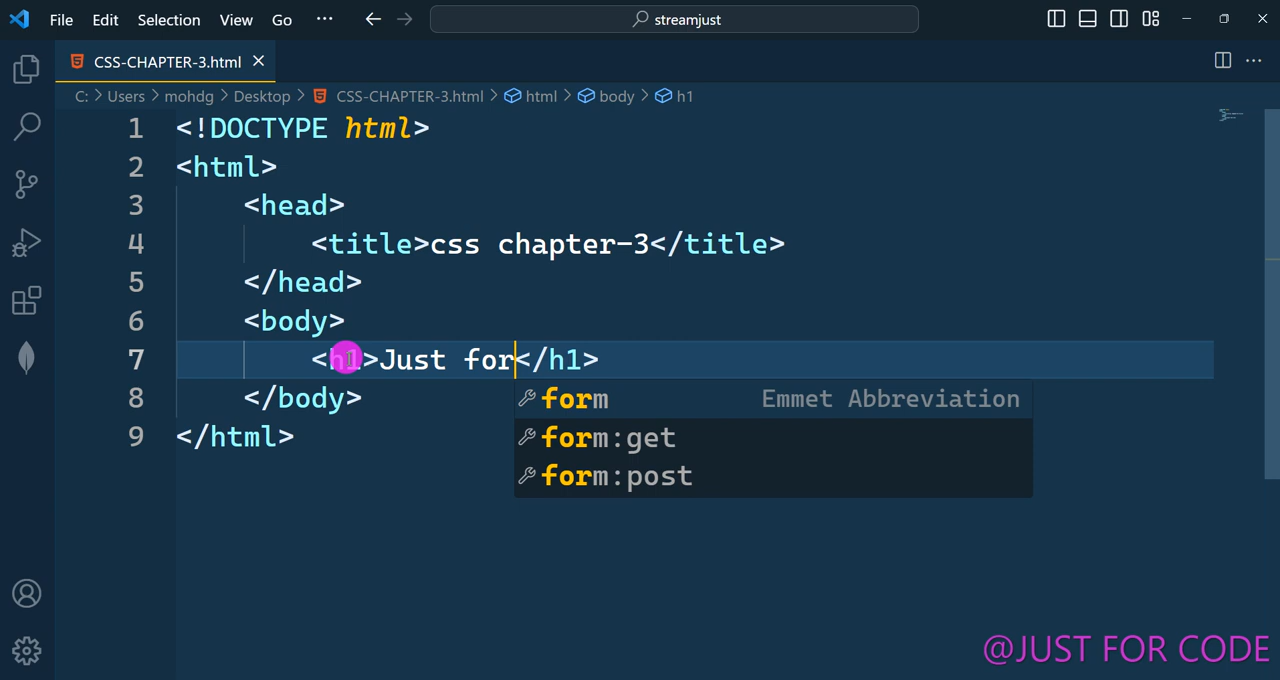 File Edit Selection View Go ··· streamjust
CSS-CHAPTER-3.html
C: > Users > mohdg > Desktop > CSS-CHAPTER-3.html > html > body > h1
1 <!DOCTYPE html>
2 <html>
3 <head>
4 <title>css chapter-3</title>
5 </head>
6 <body>
7 <h1>Just for</h1>
8 </body>
form Emmet Abbreviation
9 </html>
form:get
form:post
@JUST FOR CODE